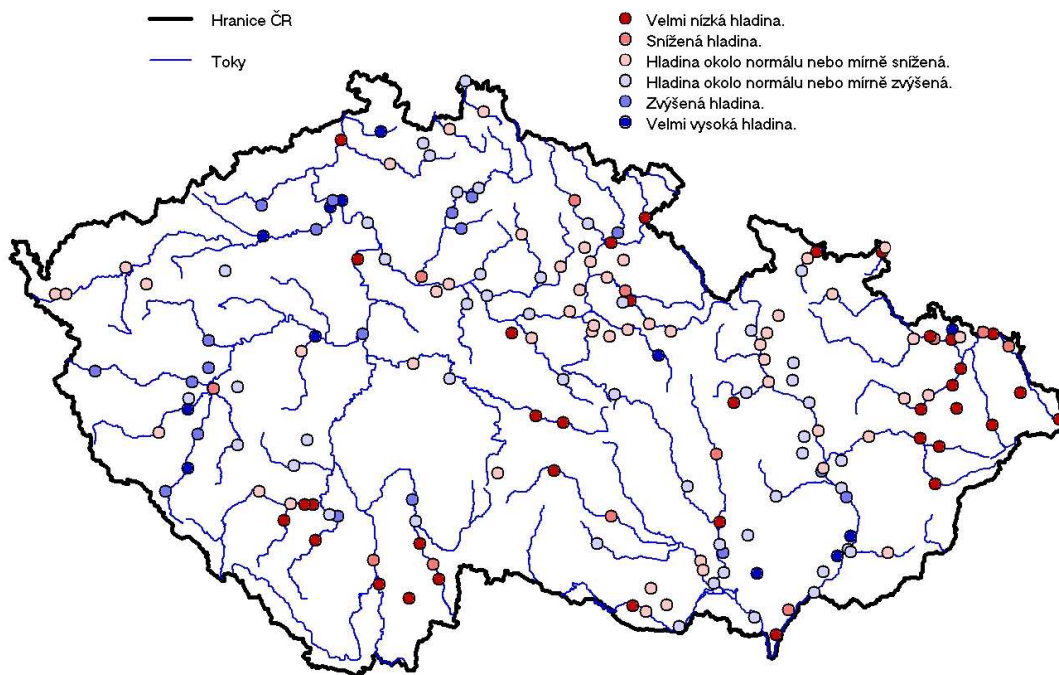 Hranice ČR
Toky
Velmi nízká hladina.
Snížená hladina.
Hladina okolo normálu nebo mírně snížená.
Hladina okolo normálu nebo mírně zvýšená.
Zvýšená hladina.
Velmi vysoká hladina.